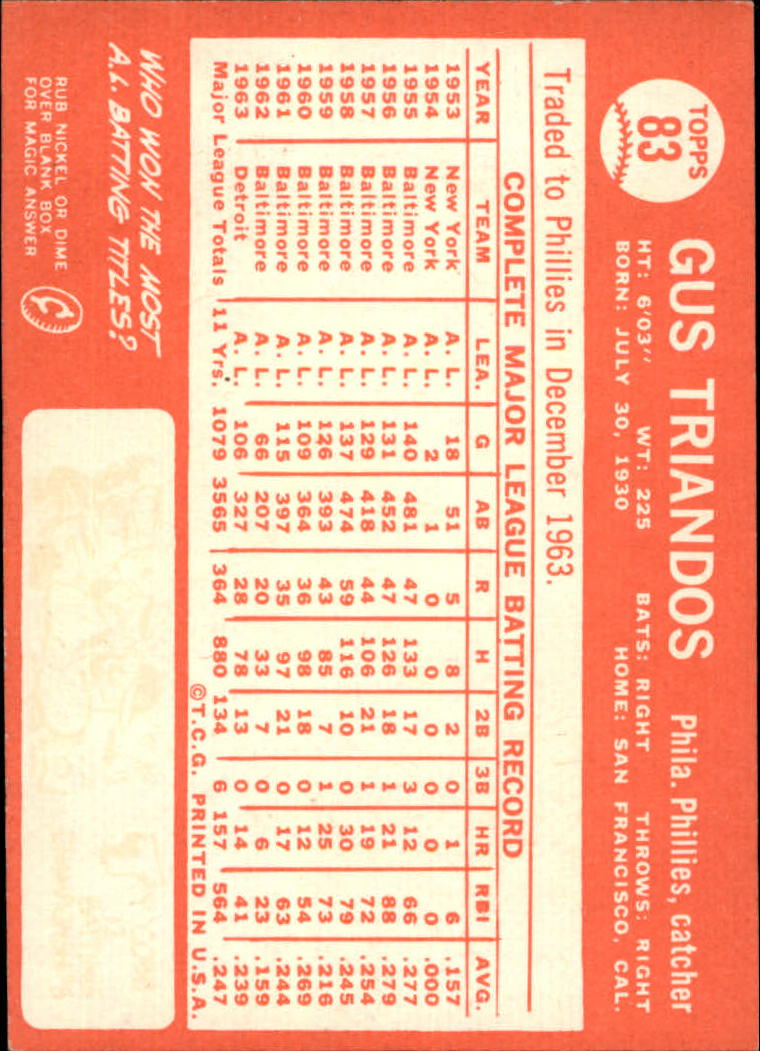 TOPPS
83
GUS TRIANDOS Phila. Phillies, catcher
HT: 6'03" WT: 225 BATS: RIGHT THROWS: RIGHT
BORN: JULY 30, 1930 HOME: SAN FRANCISCO, CAL.
Traded to Phillies in December 1963.
COMPLETE MAJOR LEAGUE BATTING RECORD
YEAR TEAM LEA. G AB R H 2B 3B HR RBI AVG.
1953 New York A. L. 18 51 5 8 2 0 1 6 .157
1954 New York A. L. 2 1 0 0 0 0 0 0 .000
1955 Baltimore A. L. 140 481 47 133 17 3 12 66 .277
1956 Baltimore A. L. 131 452 47 126 18 1 21 88 .279
1957 Baltimore A. L. 129 418 44 106 21 1 19 72 .254
1958 Baltimore A. L. 137 474 59 116 10 0 30 79 .245
1959 Baltimore A. L. 126 393 43 85 7 1 25 73 .216
1960 Baltimore A. L. 109 364 36 98 18 0 12 54 .269
1961 Baltimore A. L. 115 397 35 97 21 0 17 63 .244
1962 Baltimore A. L. 66 207 20 33 7 0 6 23 .159
1963 Detroit A. L. 106 327 28 78 13 0 14 41 .239
Major League Totals 11 Yrs. 1079 3565 364 880 134 6 157 564 .247
©T.C.G. PRINTED IN U.S.A.
WHO WON THE MOST
A.L. BATTING TITLES?
RUB NICKEL OR DIME
OVER BLANK BOX
FOR MAGIC ANSWER